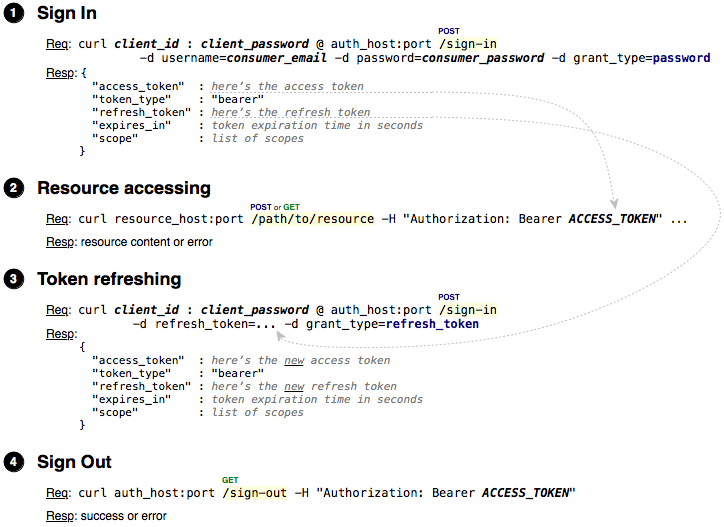 1 Sign In
POST
Req: curl client_id : client_password @ auth_host:port /sign-in
-d username=consumer_email -d password=consumer_password -d grant_type=password
Resp: {
"access_token" : here's the access token
"token_type" : "bearer"
"refresh_token" : here's the refresh token
"expires_in" : token expiration time in seconds
"scope" : list of scopes
}
2 Resource accessing
POST or GET
Req: curl resource_host:port /path/to/resource -H "Authorization: Bearer ACCESS_TOKEN" ...
Resp: resource content or error
3 Token refreshing
POST
Req: curl client_id : client_password @ auth_host:port /sign-in
-d refresh_token=... -d grant_type=refresh_token
Resp:
{
"access_token" : here's the new access token
"token_type" : "bearer"
"refresh_token" : here's the new refresh token
"expires_in" : token expiration time in seconds
"scope" : list of scopes
}
4 Sign Out
GET
Req: curl auth_host:port /sign-out -H "Authorization: Bearer ACCESS_TOKEN"
Resp: success or error